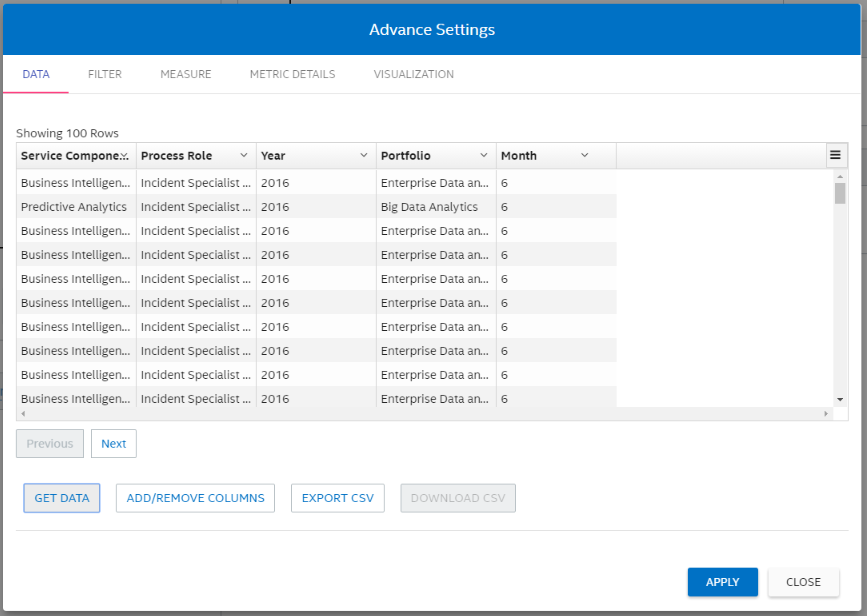 Advance Settings
DATA FILTER MEASURE METRIC DETAILS VISUALIZATION
Showing 100 Rows
Service Compone... Process Role Year Portfolio Month
Business Intelligen... Incident Specialist ... 2016 Enterprise Data an... 6
Predictive Analytics Incident Specialist ... 2016 Big Data Analytics 6
Business Intelligen... Incident Specialist ... 2016 Enterprise Data an... 6
Business Intelligen... Incident Specialist ... 2016 Enterprise Data an... 6
Business Intelligen... Incident Specialist ... 2016 Enterprise Data an... 6
Business Intelligen... Incident Specialist ... 2016 Enterprise Data an... 6
Business Intelligen... Incident Specialist ... 2016 Enterprise Data an... 6
Business Intelligen... Incident Specialist ... 2016 Enterprise Data an... 6
Business Intelligen... Incident Specialist ... 2016 Enterprise Data an... 6
Business Intelligen... Incident Specialist ... 2016 Enterprise Data an... 6
Previous Next
GET DATA ADD/REMOVE COLUMNS EXPORT CSV DOWNLOAD CSV
APPLY CLOSE